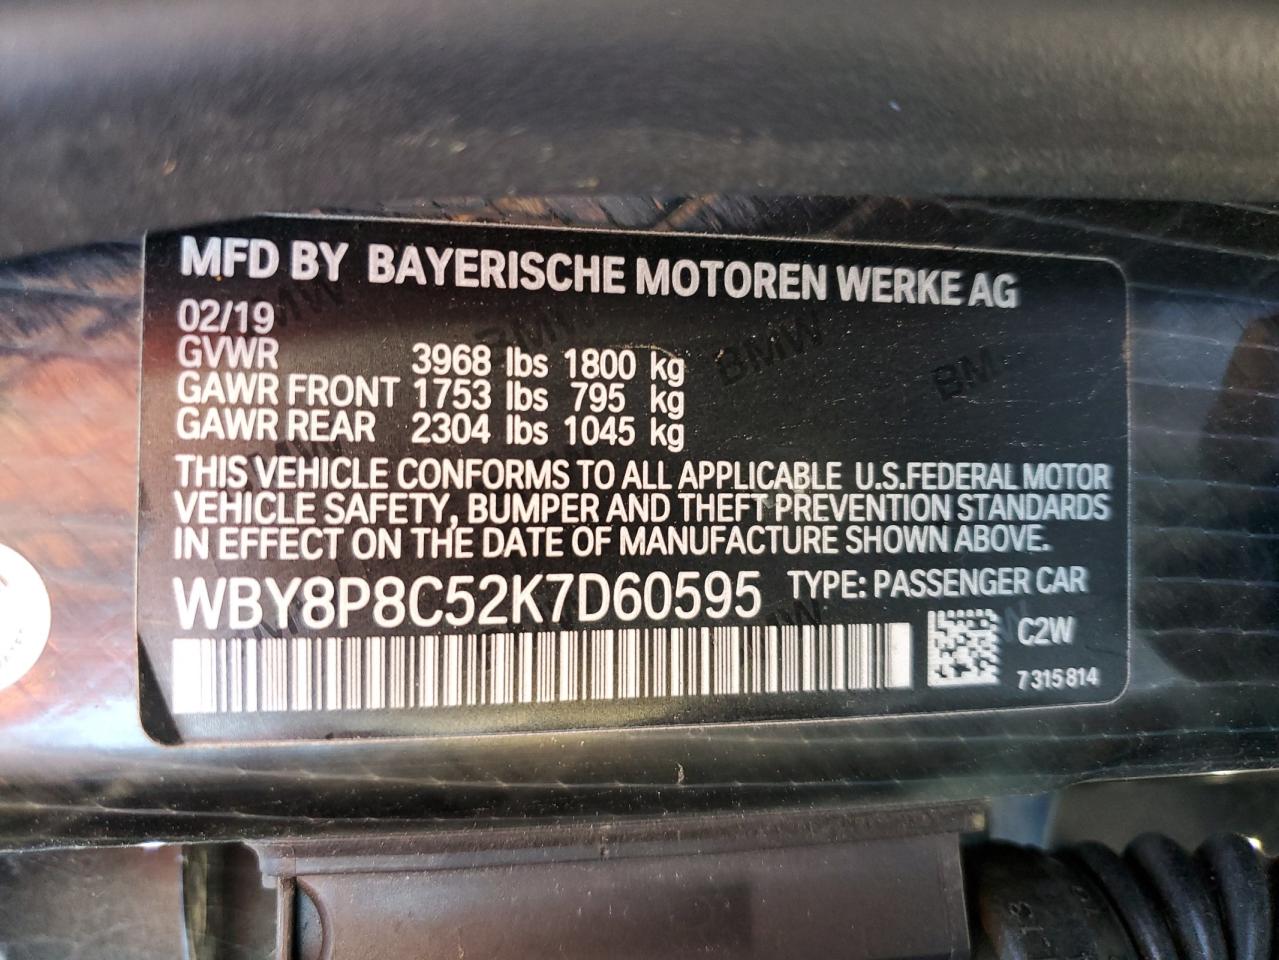 MFD BY BAYERISCHE MOTOREN WERKE AG
02/19
GVWR 3968 lbs 1800 kg
GAWR FRONT 1753 lbs 795 kg
GAWR REAR 2304 lbs 1045 kg
THIS VEHICLE CONFORMS TO ALL APPLICABLE U.S.FEDERAL MOTOR
VEHICLE SAFETY, BUMPER AND THEFT PREVENTION STANDARDS
IN EFFECT ON THE DATE OF MANUFACTURE SHOWN ABOVE.
WBY8P8C52K7D60595 TYPE: PASSENGER CAR
C2W
7 315 814